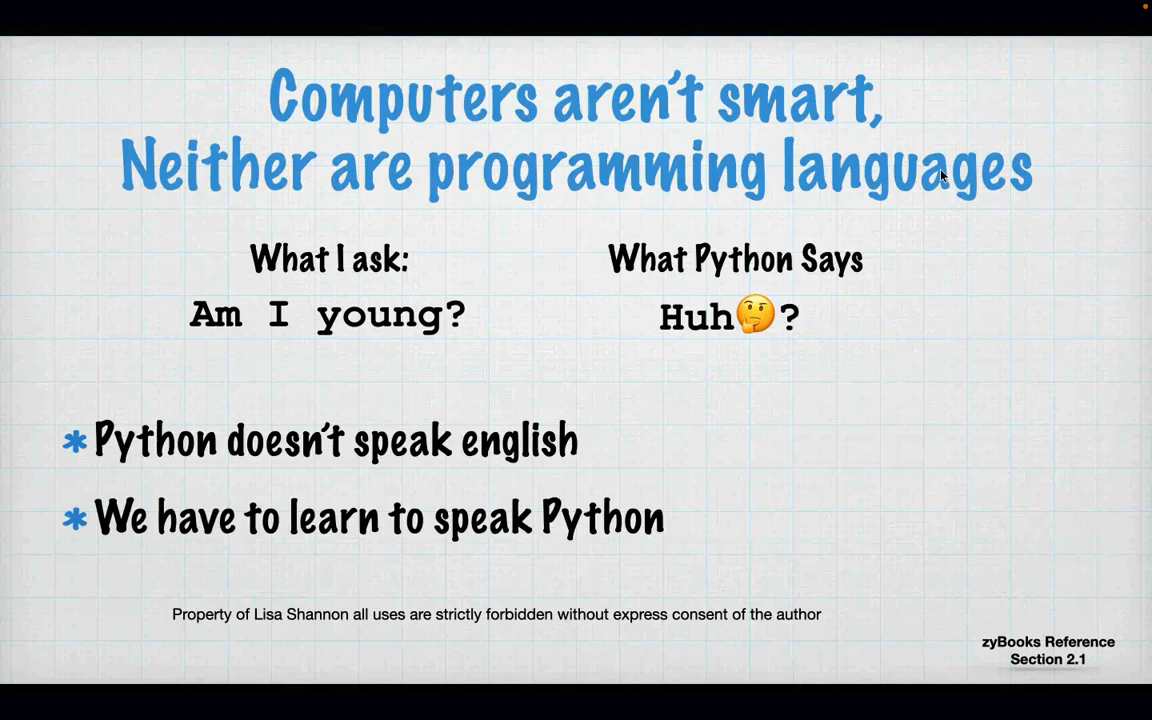 Computers aren't smart,
Neither are programming languages
What I ask:
What Python Says
Am I young?
Huh🤔?
* Python doesn't speak english
* We have to learn to speak Python
Property of Lisa Shannon all uses are strictly forbidden without express consent of the author
zyBooks Reference
Section 2.1